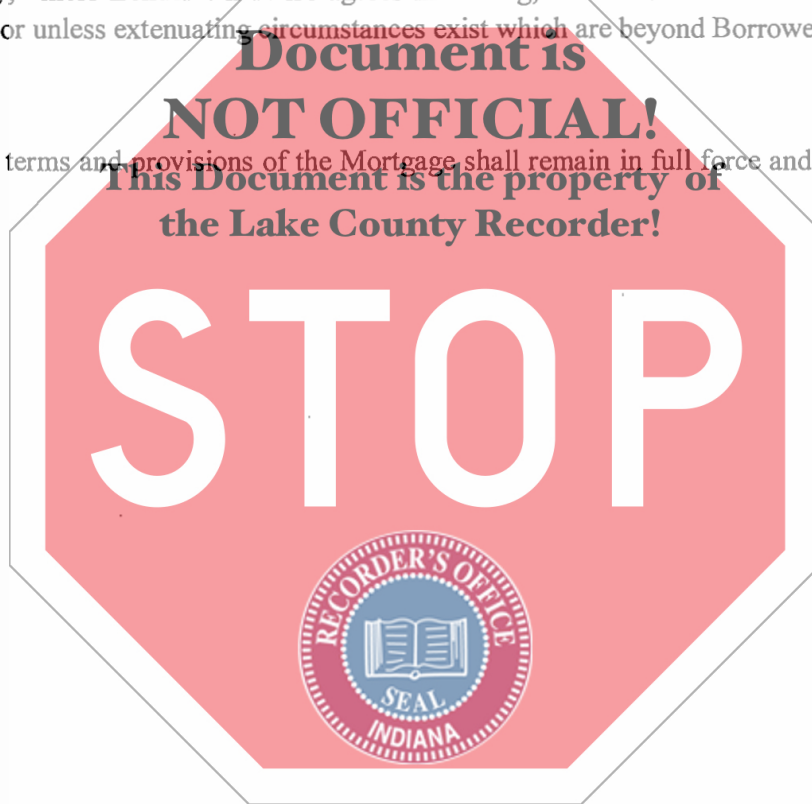 or unless extenuating circumstances exist which are beyond Borrowe
Document is
NOT OFFICIAL!
terms and provisions of the Mortgage shall remain in full force and
This Document is the property of
the Lake County Recorder!
STOP
RECORDER'S OFFICE
SEAL
INDIANA